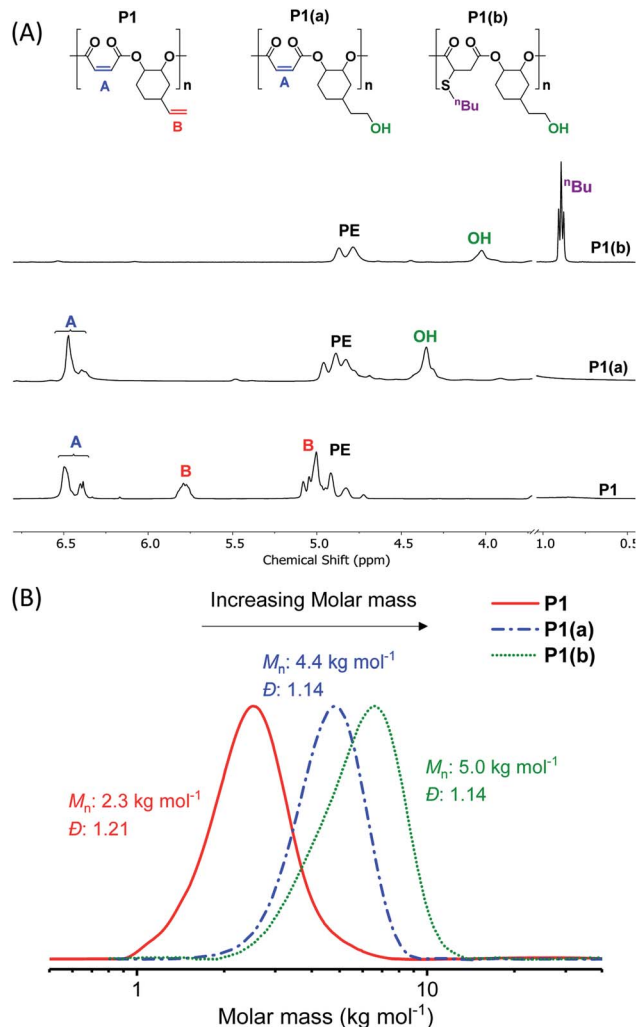 (A)
P1
P1(a)
P1(b)
O O O O n A B
O O O O n A OH
O O O O n S nBu OH
nBu
PE
OH
P1(b)
A
PE
OH
P1(a)
A
B
B
PE
P1
6.5 6.0 5.5 5.0 4.5 4.0 1.0 0.5
Chemical Shift (ppm)
(B)
Increasing Molar mass
P1
P1(a)
P1(b)
Mn: 4.4 kg mol-1
Đ: 1.14
Mn: 5.0 kg mol-1
Đ: 1.14
Mn: 2.3 kg mol-1
Đ: 1.21
1 10
Molar mass (kg mol-1)